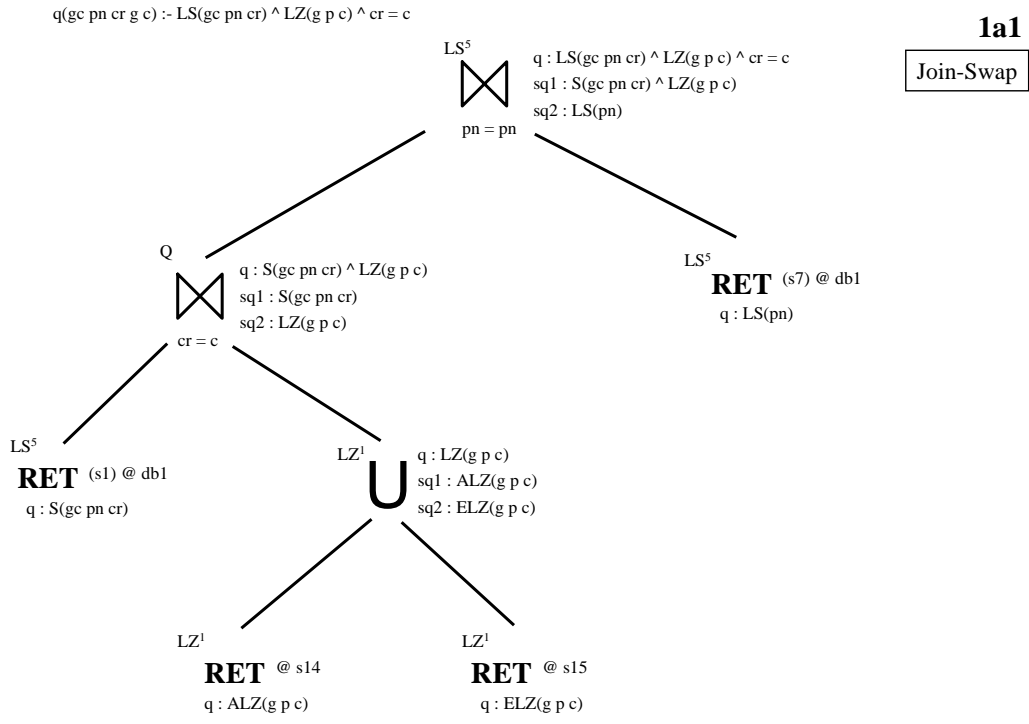 q(gc pn cr g c) :- LS(gc pn cr) ^ LZ(g p c) ^ cr = c
1a1
Join-Swap
LS⁵
q : LS(gc pn cr) ^ LZ(g p c) ^ cr = c
sq1 : S(gc pn cr) ^ LZ(g p c)
sq2 : LS(pn)
pn = pn
Q
q : S(gc pn cr) ^ LZ(g p c)
sq1 : S(gc pn cr)
sq2 : LZ(g p c)
cr = c
LS⁵
RET (s7) @ db1
q : LS(pn)
LS⁵
RET (s1) @ db1
q : S(gc pn cr)
LZ¹
q : LZ(g p c)
sq1 : ALZ(g p c)
sq2 : ELZ(g p c)
LZ¹
RET @ s14
q : ALZ(g p c)
LZ¹
RET @ s15
q : ELZ(g p c)